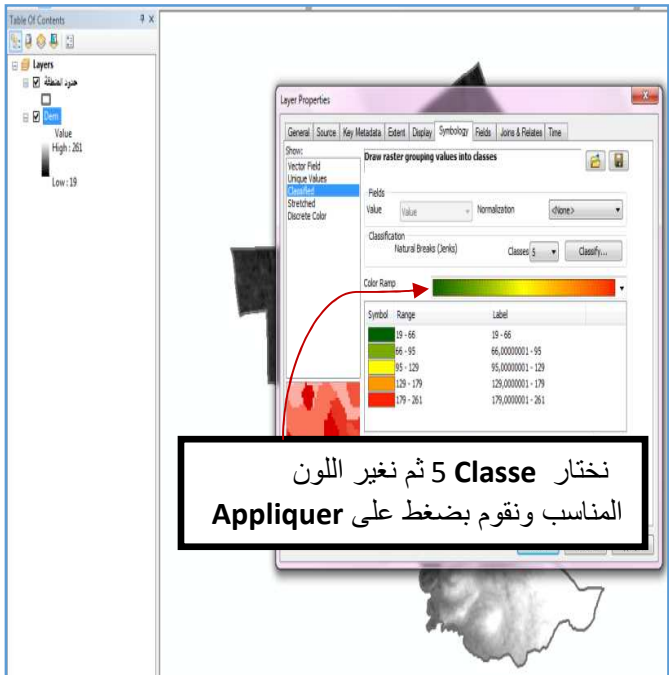 Table Of Contents
Layers
حدود المنطقة
Dem
Value
High : 261
Low : 19
Layer Properties
General Source Key Metadata Extent Display Symbology Fields Joins & Relates Time
Show:
Vector Field
Unique Values
Classified
Stretched
Discrete Color
Draw raster grouping values into classes
Fields
Value Value Normalization <None>
Classification
Natural Breaks (Jenks) Classes 5 Classify...
Color Ramp
Symbol Range Label
19 - 66 19 - 66
66 - 95 66,00000001 - 95
95 - 129 95,00000001 - 129
129 - 179 129,0000001 - 179
179 - 261 179,0000001 - 261
نختار 5 Classe ثم نغير اللون
المناسب ونقوم بضغط على Appliquer